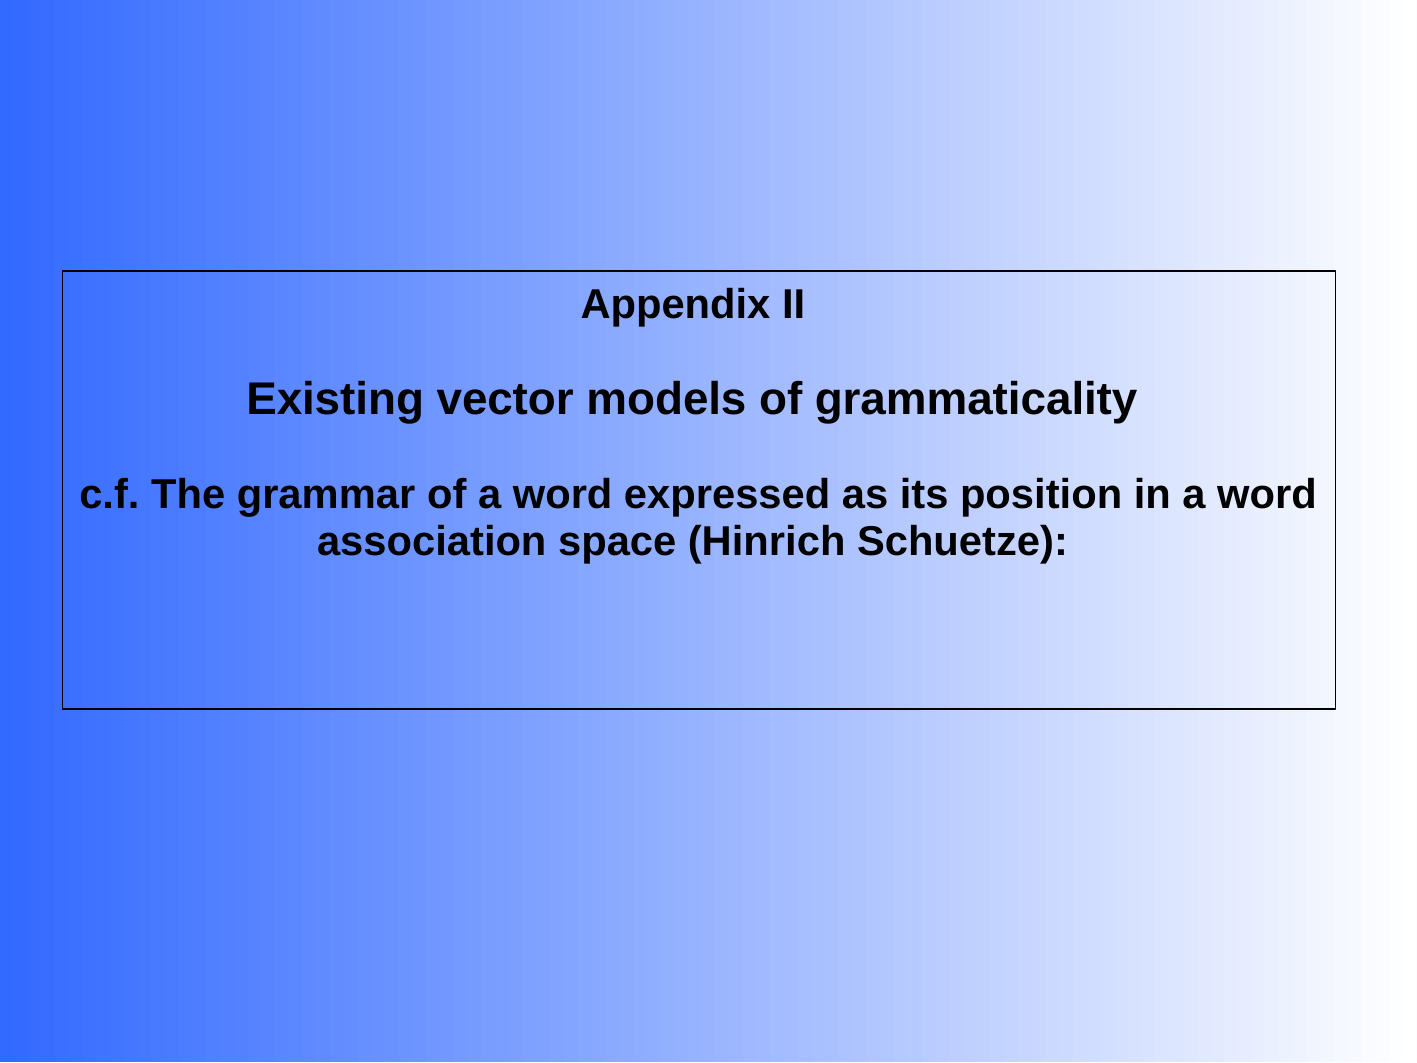 Appendix II
Existing vector models of grammaticality
c.f. The grammar of a word expressed as its position in a word
association space (Hinrich Schuetze):